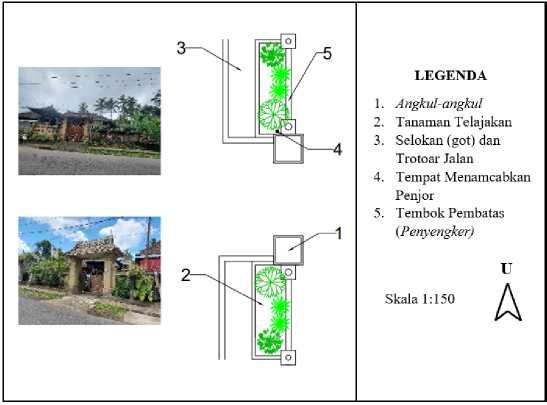 3
5
4
1
2
LEGENDA
1. Angkul-angkul
2. Tanaman Telajakan
3. Selokan (got) dan
Trotoar Jalan
4. Tempat Menamcabkan
Penjor
5. Tembok Pembatas
(Penyengker)
U
Skala 1:150